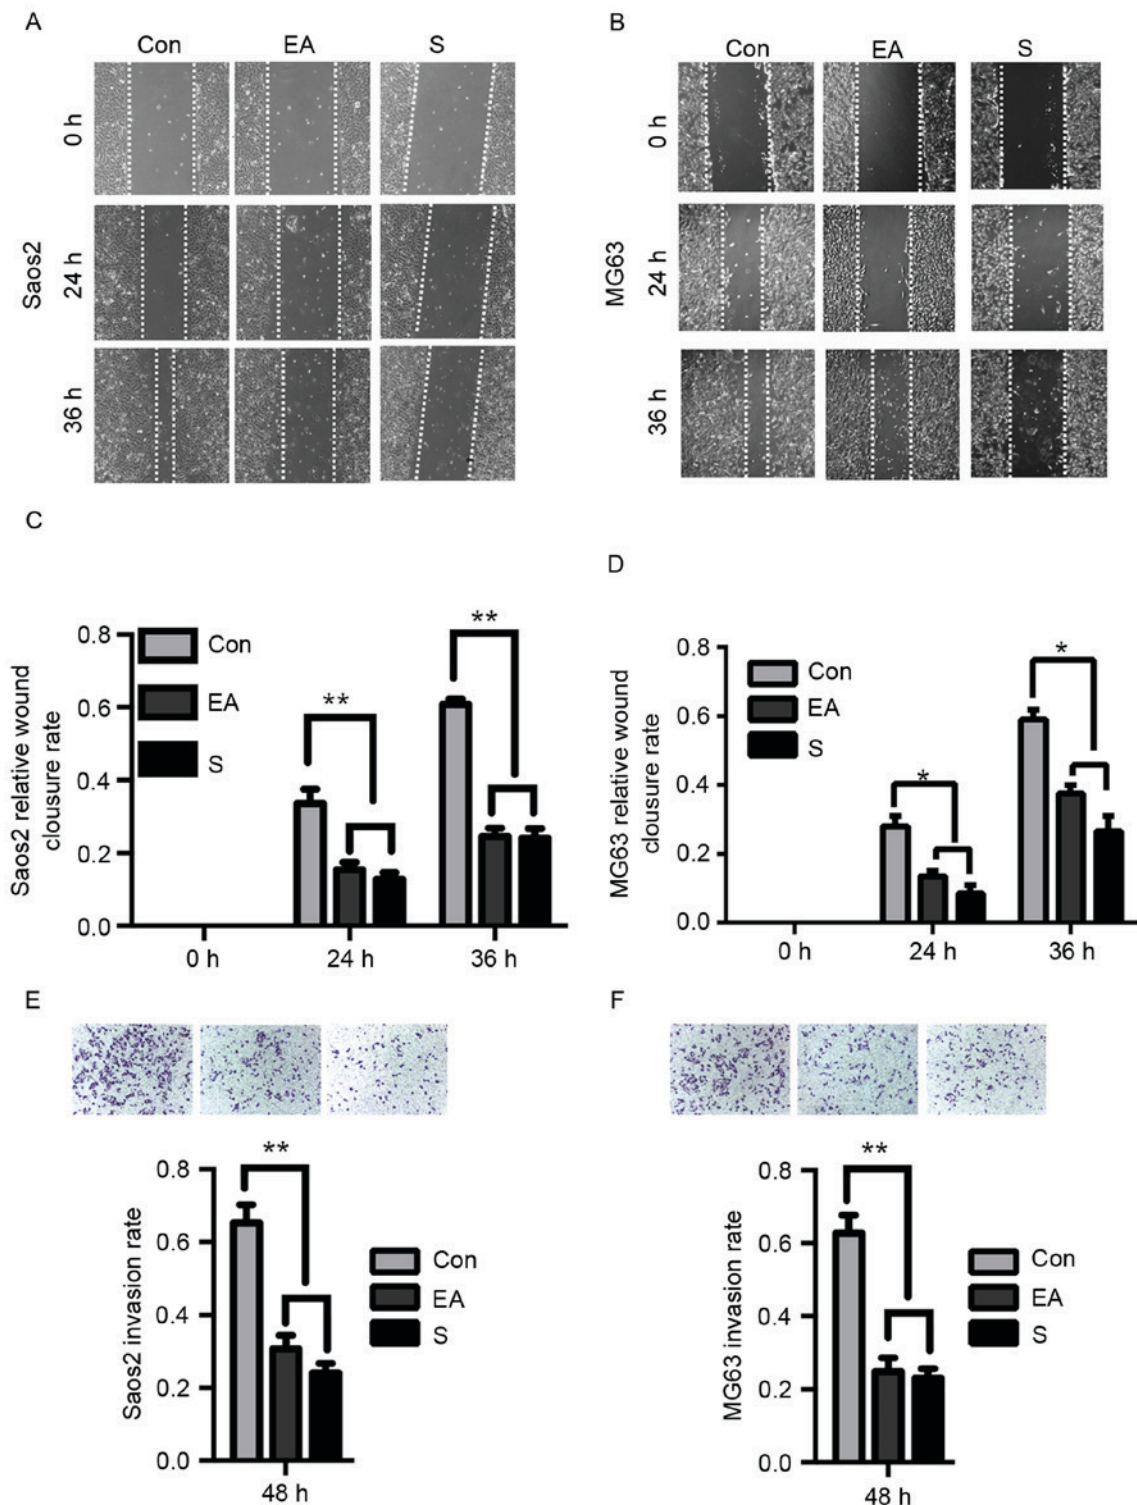 A
Con EA S
0 h
Saos2
24 h
36 h
B
Con EA S
0 h
MG63
24 h
36 h
C
Saos2 relative wound
clousure rate
0.8
0.6
0.4
0.2
0.0
Con
EA
S
**
**
0 h 24 h 36 h
D
MG63 relative wound
clousure rate
0.8
0.6
0.4
0.2
0.0
Con
EA
S
*
*
0 h 24 h 36 h
E
Saos2 invasion rate
0.8
0.6
0.4
0.2
0.0
**
Con
EA
S
48 h
F
MG63 invasion rate
0.8
0.6
0.4
0.2
0.0
**
Con
EA
S
48 h